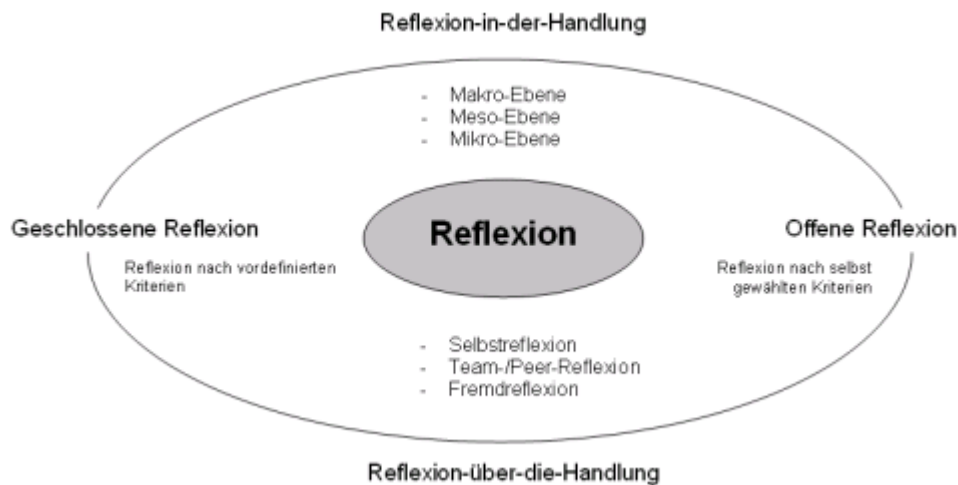 Reflexion-in-der-Handlung
- Makro-Ebene
- Meso-Ebene
- Mikro-Ebene
Geschlossene Reflexion
Reflexion nach vordefinierten
Kriterien
Reflexion
Offene Reflexion
Reflexion nach selbst
gewählten Kriterien
- Selbstreflexion
- Team-/Peer-Reflexion
- Fremdreflexion
Reflexion-über-die-Handlung